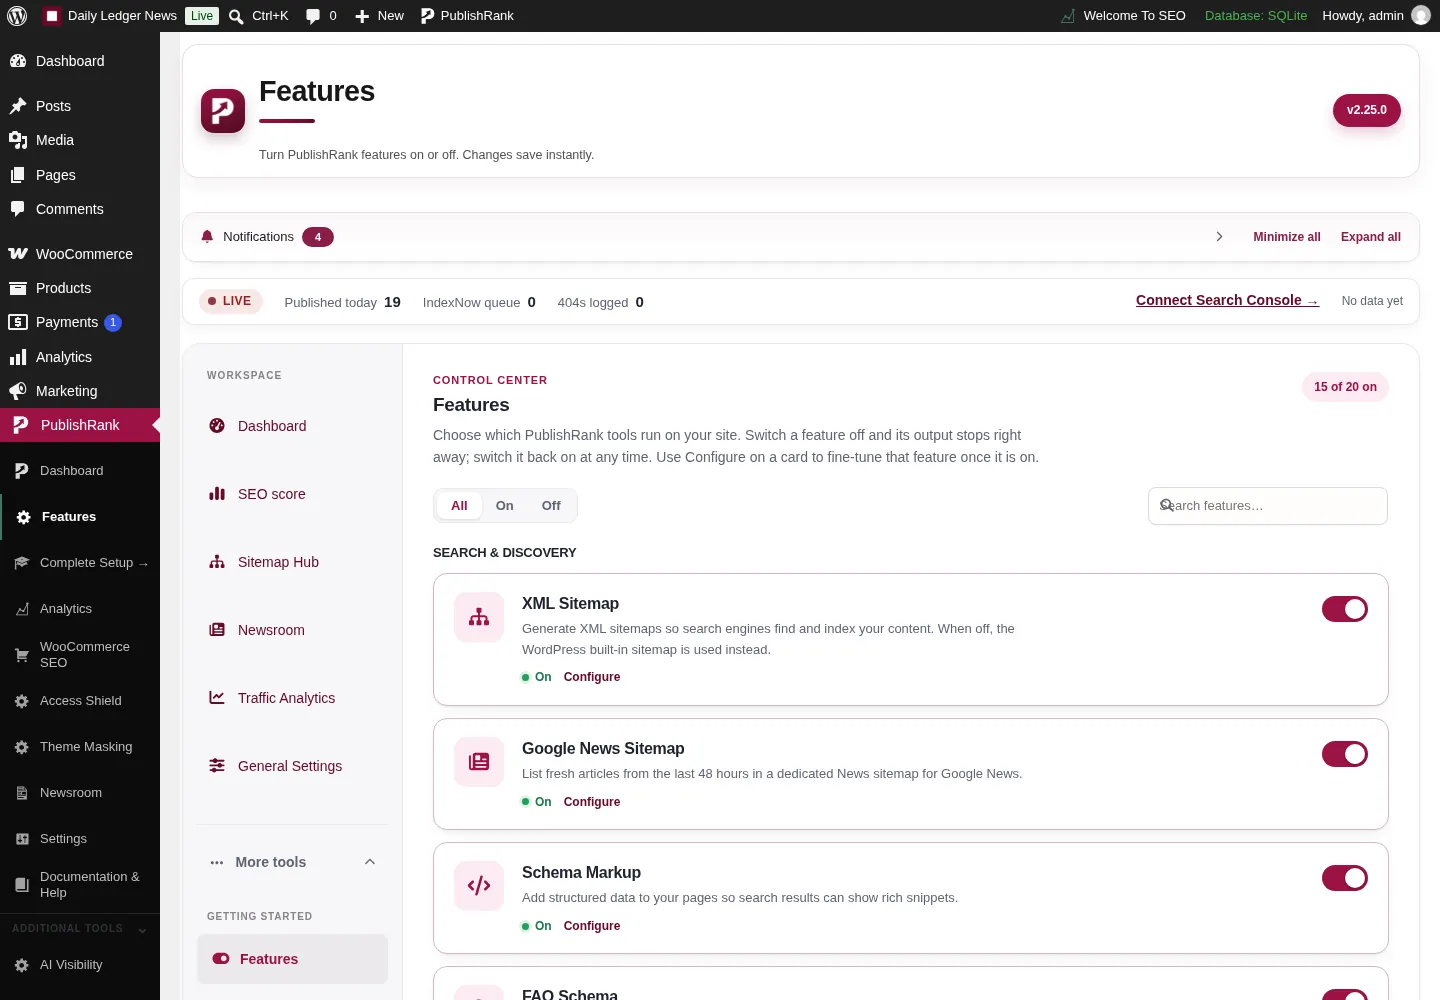 Daily Ledger News Live Ctrl+K 0 New PublishRank Welcome To SEO Database: SQLite Howdy, admin
Dashboard
Posts
Media
Pages
Comments
WooCommerce
Products
Payments 1
Analytics
Marketing
PublishRank
Dashboard
Features
Complete Setup →
Analytics
WooCommerce
SEO
Access Shield
Theme Masking
Newsroom
Settings
Documentation &
Help
ADDITIONAL TOOLS
AI Visibility
Features
Turn PublishRank features on or off. Changes save instantly.
v2.25.0
Notifications 4 Minimize all Expand all
LIVE Published today 19 IndexNow queue 0 404s logged 0 Connect Search Console → No data yet
WORKSPACE
Dashboard
SEO score
Sitemap Hub
Newsroom
Traffic Analytics
General Settings
More tools
GETTING STARTED
Features
CONTROL CENTER
Features
15 of 20 on
Choose which PublishRank tools run on your site. Switch a feature off and its output stops right
away; switch it back on at any time. Use Configure on a card to fine-tune that feature once it is on.
All On Off
Search features…
SEARCH & DISCOVERY
XML Sitemap
Generate XML sitemaps so search engines find and index your content. When off, the
WordPress built-in sitemap is used instead.
On Configure
Google News Sitemap
List fresh articles from the last 48 hours in a dedicated News sitemap for Google News.
On Configure
Schema Markup
Add structured data to your pages so search results can show rich snippets.
On Configure
FAQ Schema